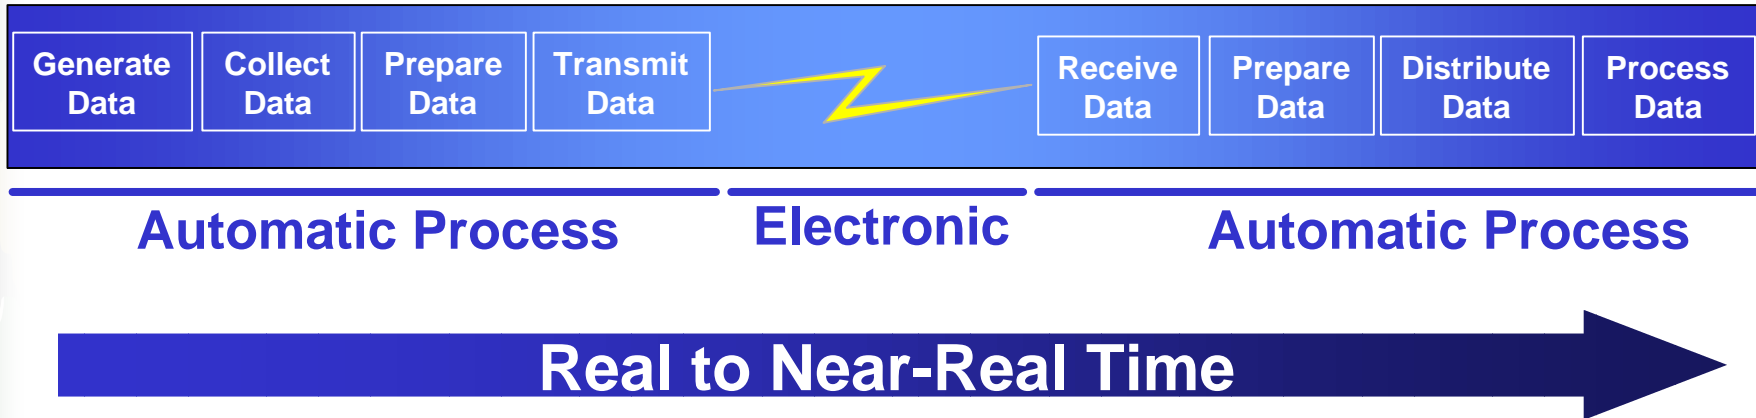 Generate
Data
Collect
Data
Prepare
Data
Transmit
Data
Receive
Data
Prepare
Data
Distribute
Data
Process
Data
Automatic Process
Electronic
Automatic Process
Real to Near-Real Time